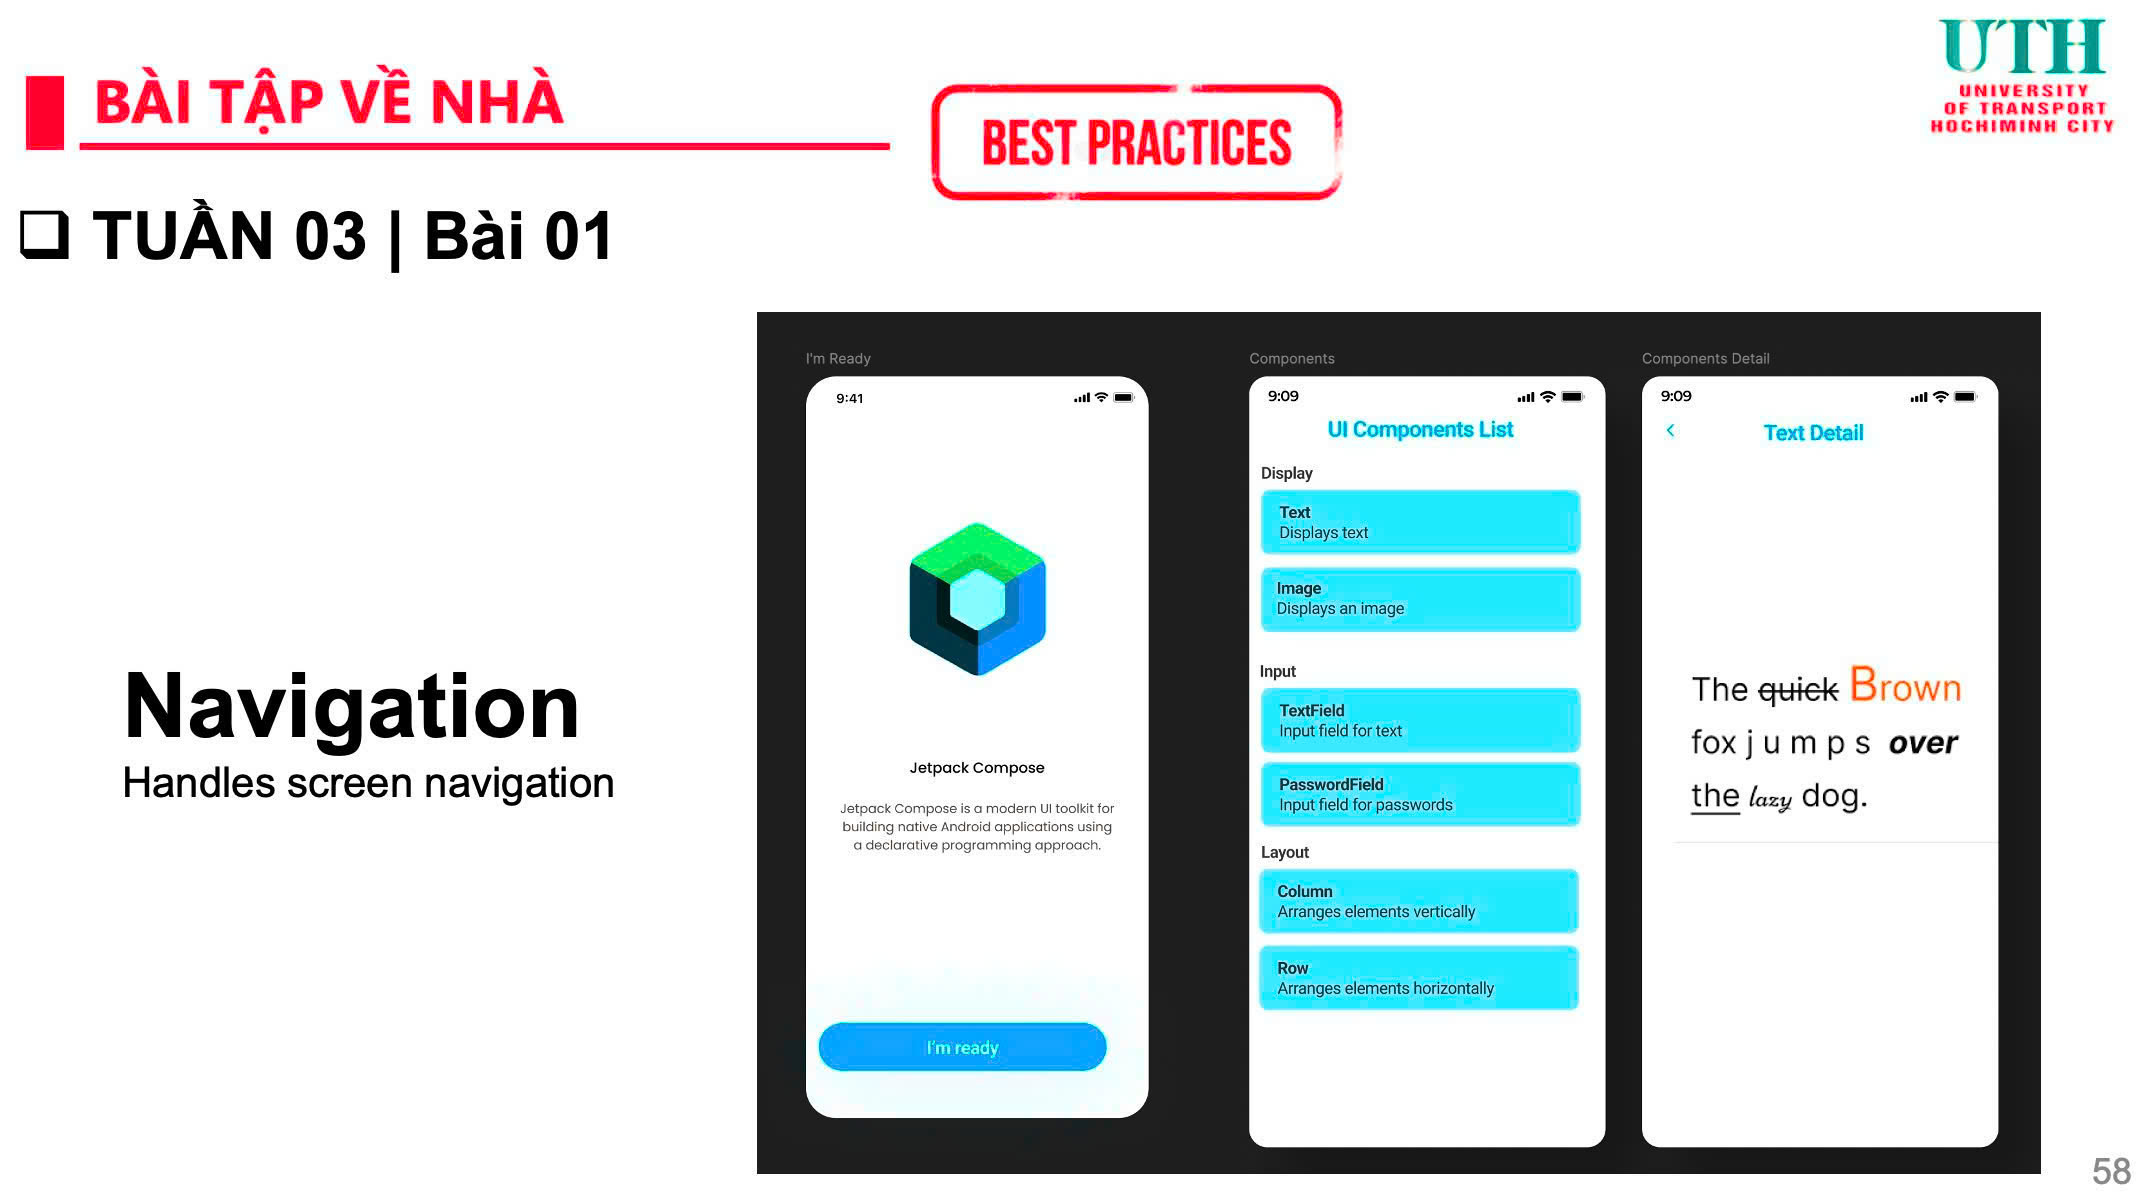 BÀI TẬP VỀ NHÀ
BEST PRACTICES
UTH
UNIVERSITY
OF TRANSPORT
HOCHIMINH CITY
TUẦN 03 | Bài 01
Navigation
Handles screen navigation
I'm Ready
9:41
Jetpack Compose
Jetpack Compose is a modern UI toolkit for
building native Android applications using
a declarative programming approach.
I'm ready
Components
9:09
UI Components List
Display
Text
Displays text
Image
Displays an image
Input
TextField
Input field for text
PasswordField
Input field for passwords
Layout
Column
Arranges elements vertically
Row
Arranges elements horizontally
Components Detail
9:09
Text Detail
The quick Brown
fox j u m p s over
the lazy dog.
58